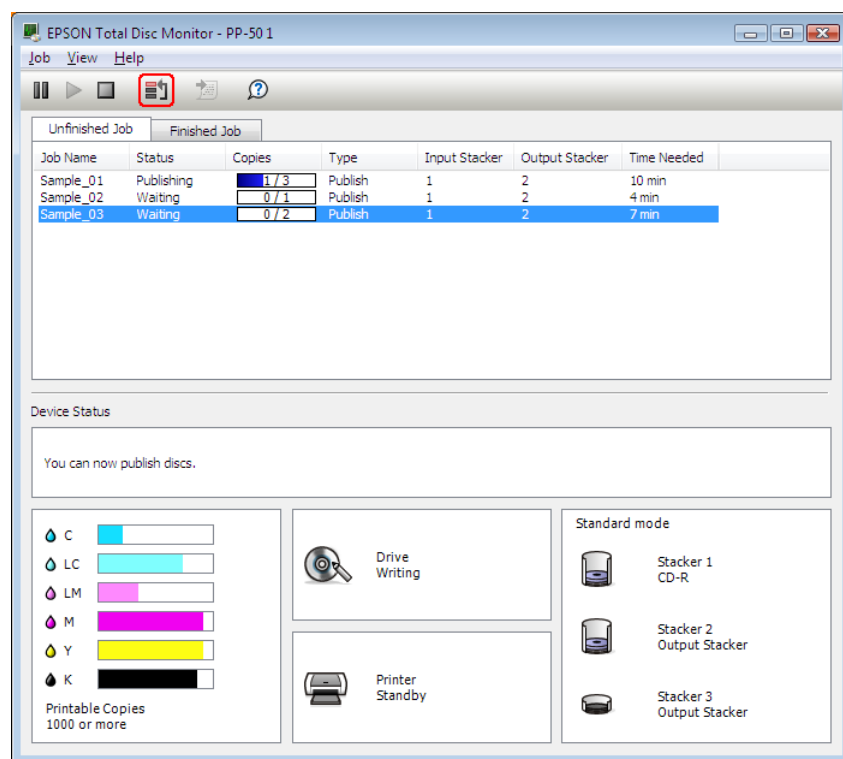 EPSON Total Disc Monitor - PP-50 1
Job View Help
Unfinished Job Finished Job
Job Name Status Copies Type Input Stacker Output Stacker Time Needed
Sample_01 Publishing 1 / 3 Publish 1 2 10 min
Sample_02 Waiting 0 / 1 Publish 1 2 4 min
Sample_03 Waiting 0 / 2 Publish 1 2 7 min
Device Status
You can now publish discs.
C
LC
LM
M
Y
K
Printable Copies
1000 or more
Drive
Writing
Printer
Standby
Standard mode
Stacker 1
CD-R
Stacker 2
Output Stacker
Stacker 3
Output Stacker